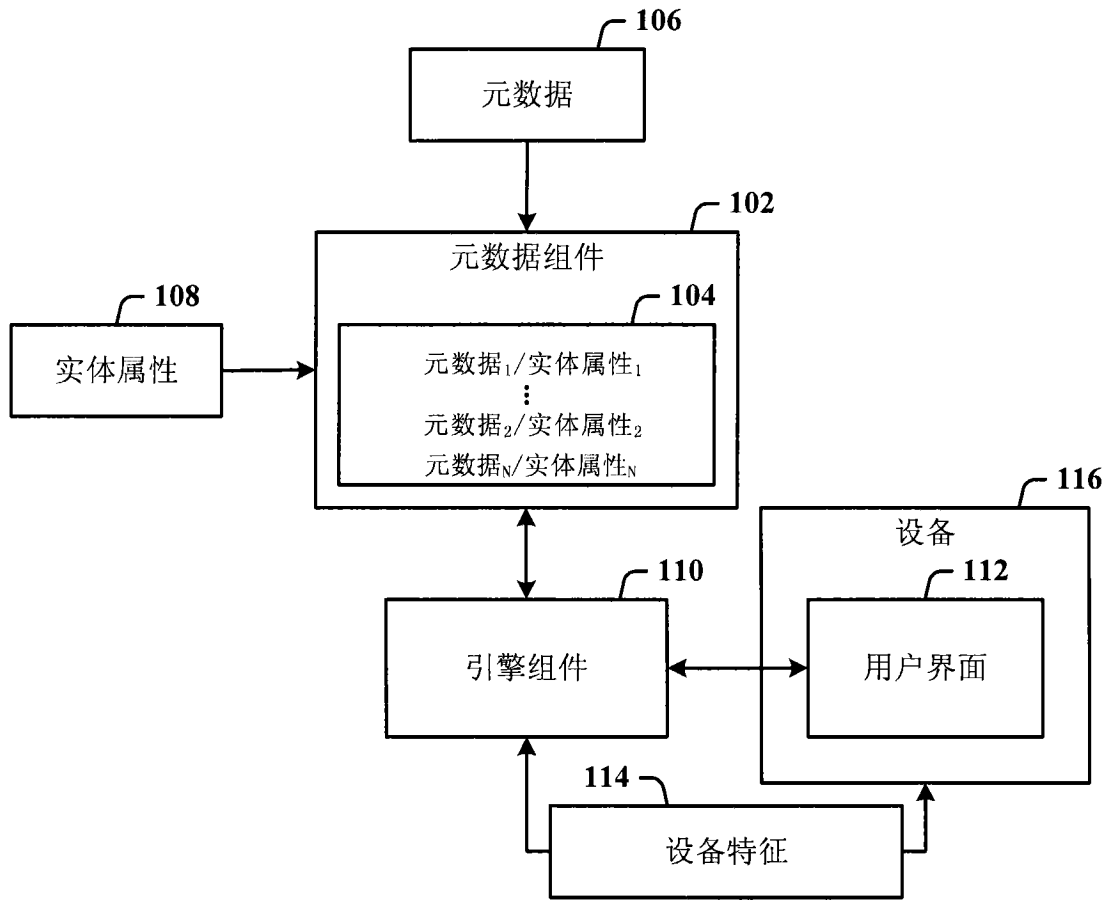 106
元数据
102
元数据组件
108
实体属性
104
元数据₁/实体属性₁
⋮
元数据₂/实体属性₂
元数据N/实体属性N
116
设备
110
引擎组件
112
用户界面
114
设备特征